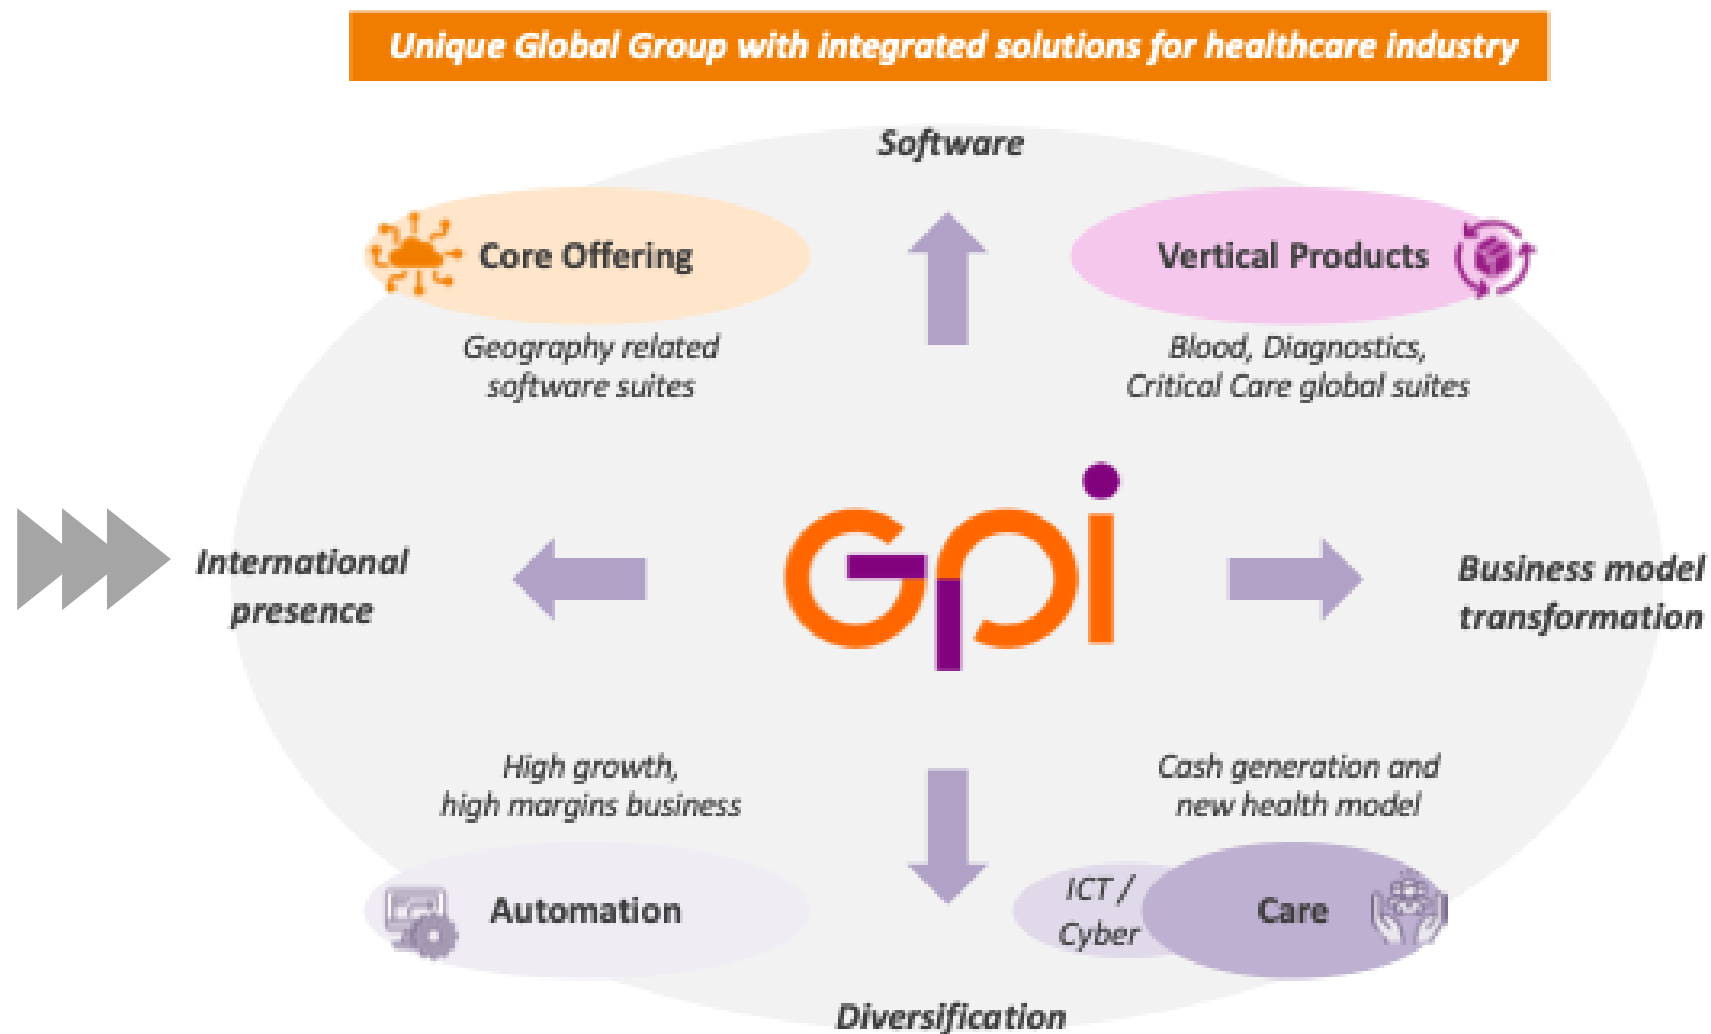 Unique Global Group with integrated solutions for healthcare industry
Software
Core Offering
Vertical Products
Geography related
software suites
Blood, Diagnostics,
Critical Care global suites
International
presence
Gpi
Business model
transformation
High growth,
high margins business
Cash generation and
new health model
Automation
ICT /
Cyber
Care
Diversification